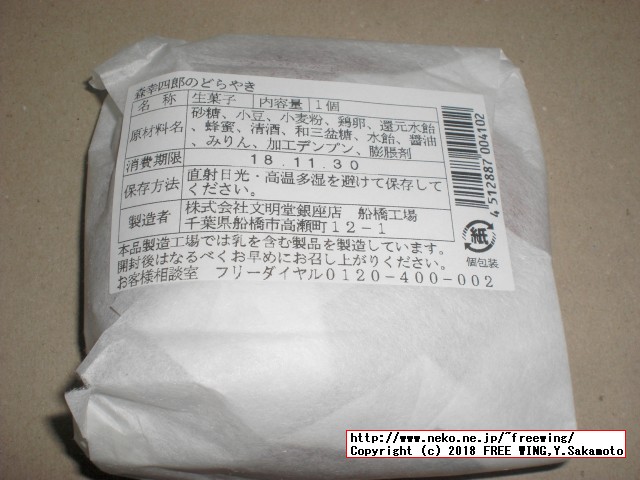 森幸四郎のどらやき
名 称 生菓子 内容量 1個
原材料名 砂糖、小豆、小麦粉、鶏卵、還元水飴
、蜂蜜、清酒、和三盆糖、水飴、醤油
、みりん、加工デンプン、膨脹剤
消費期限 18.11.30
保存方法 直射日光・高温多湿を避けて保存して
ください。
製造者 株式会社文明堂銀座店 船橋工場
千葉県船橋市高瀬町12-1
本品製造工場では乳を含む製品を製造しています。
開封後はなるべくお早めにお召し上がりください。
お客様相談室 フリーダイヤル0120-400-002
4 512887 004102
紙
個包装
http://www.neko.ne.jp/~freewing/
Copyright (c) 2018 FREE WING,Y.Sakamoto